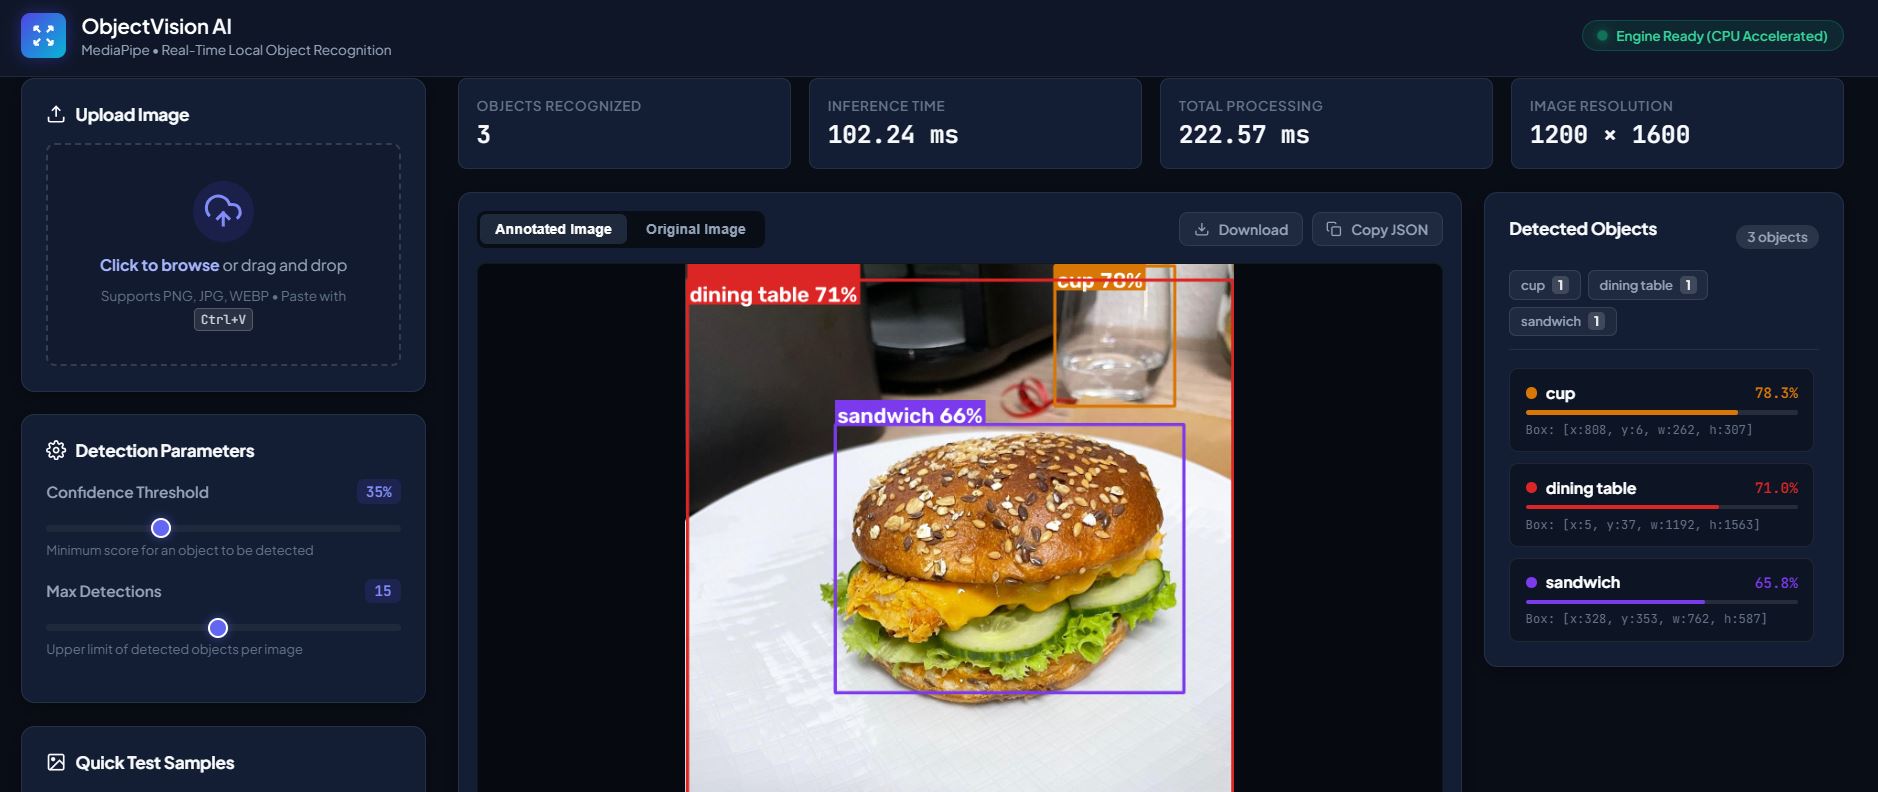 ObjectVision AI
MediaPipe • Real-Time Local Object Recognition
Engine Ready (CPU Accelerated)
Upload Image
Click to browse or drag and drop
Supports PNG, JPG, WEBP • Paste with
Ctrl+V
Detection Parameters
Confidence Threshold 35%
Minimum score for an object to be detected
Max Detections 15
Upper limit of detected objects per image
Quick Test Samples
OBJECTS RECOGNIZED
3
INFERENCE TIME
102.24 ms
TOTAL PROCESSING
222.57 ms
IMAGE RESOLUTION
1200 × 1600
Annotated Image Original Image Download Copy JSON
cup 78%
dining table 71%
sandwich 66%
Detected Objects 3 objects
cup 1 dining table 1
sandwich 1
cup 78.3%
Box: [x:808, y:6, w:262, h:307]
dining table 71.0%
Box: [x:5, y:37, w:1192, h:1563]
sandwich 65.8%
Box: [x:328, y:353, w:762, h:587]